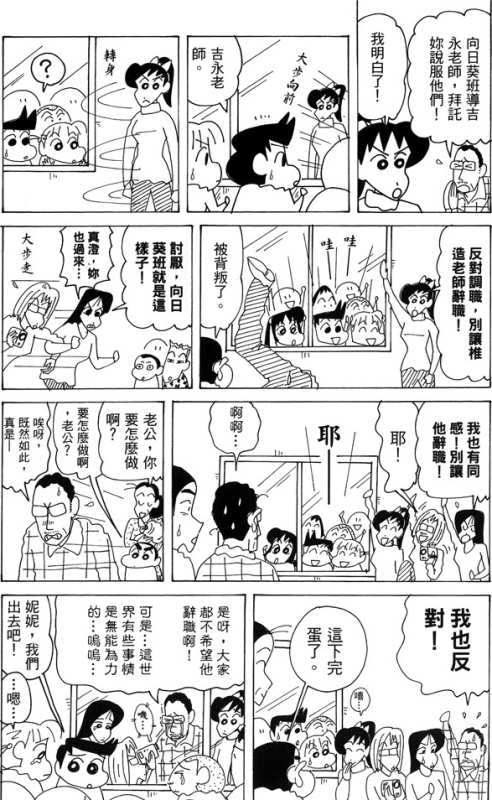 向日葵班導吉
永老師,拜託
妳說服他們!
我明白了!
大步向前
吉永老
師。
轉身
?
反對調職,別讓椎
造老師辭職!
哇
哇
被背叛了。
討厭,向日
葵班就是這
樣子!
真澄,妳
也過來…
大步走
我也有同
感!別讓
他辭職!
耶!
耶
啊啊…
老公,你
要怎麼做
啊?
要怎麼做啊
,老公?
唉呀,
既然如此,
真是—
我也反
對!
這下完
蛋了。
嘻…
是呀,大家
都不希望他
辭職啊!
可是…這世
界有些事情
是無能為力
的…嗚嗚…
嘰…
妮妮,我們
出去吧!
…嗯…